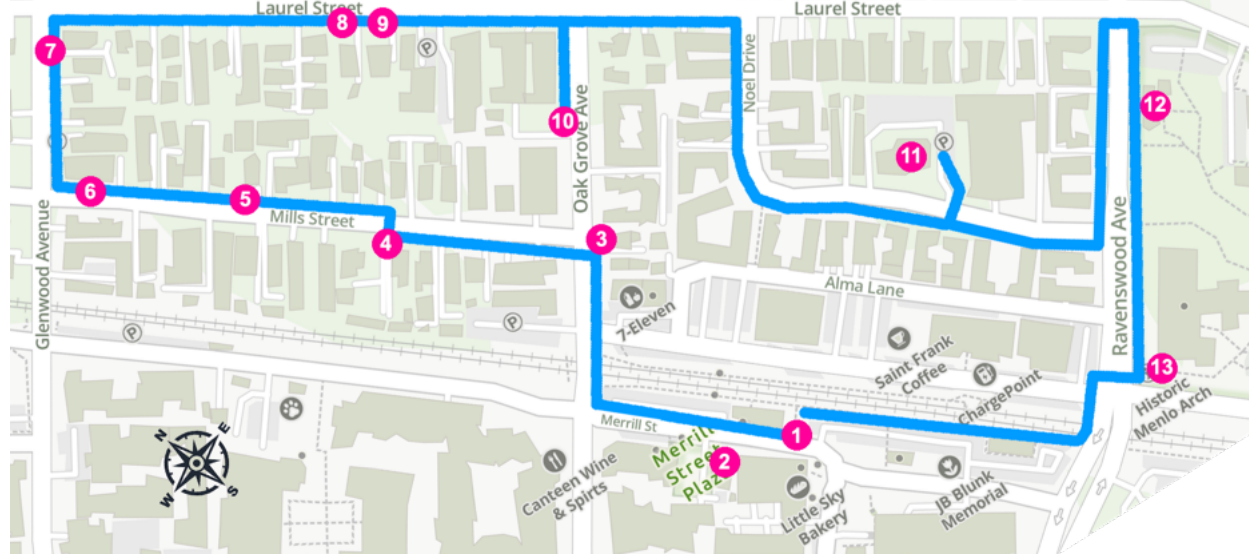 Laurel Street
Laurel Street
8
9
7
P
Noel Drive
12
10
Oak Grove Ave
P
11
P
6
5
Mills Street
Glenwood Avenue
4
3
Ravenswood Ave
Alma Lane
7-Eleven
P
P
Saint Frank
Coffee
ChargePoint
13
Historic
Menlo Arch
Merrill St
1
Merrill
Street
Plaza
2
N
E
W
S
Canteen Wine
& Spirts
Little Sky
Bakery
JB Blunk
Memorial